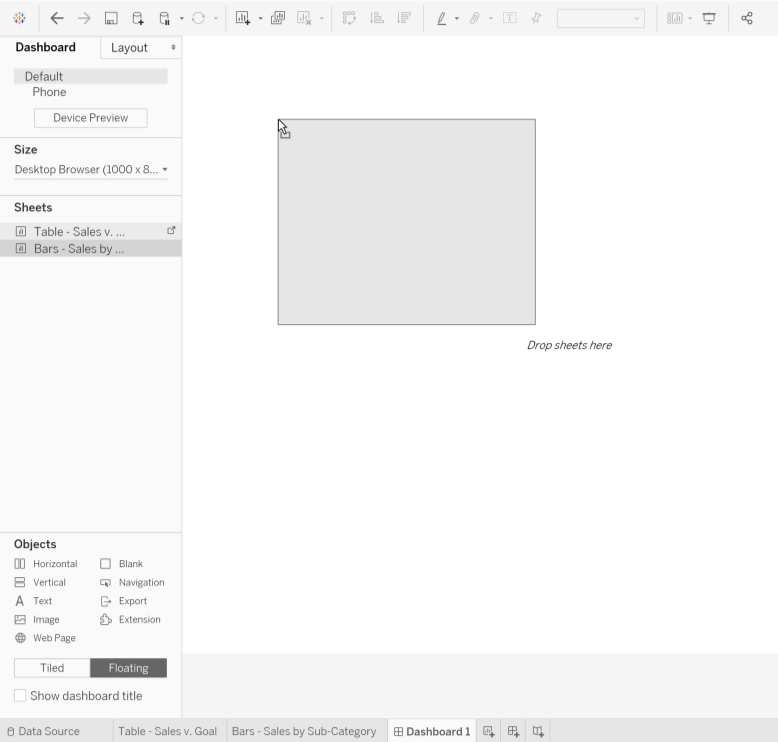 Dashboard
Layout
Default
Phone
Device Preview
Size
Desktop Browser (1000 x 8...
Sheets
Table - Sales v. ...
Bars - Sales by ...
Drop sheets here
Objects
Horizontal
Blank
Vertical
Navigation
A Text
Export
Image
Extension
Web Page
Tiled
Floating
Show dashboard title
Data Source
Table - Sales v. Goal
Bars - Sales by Sub-Category
Dashboard 1